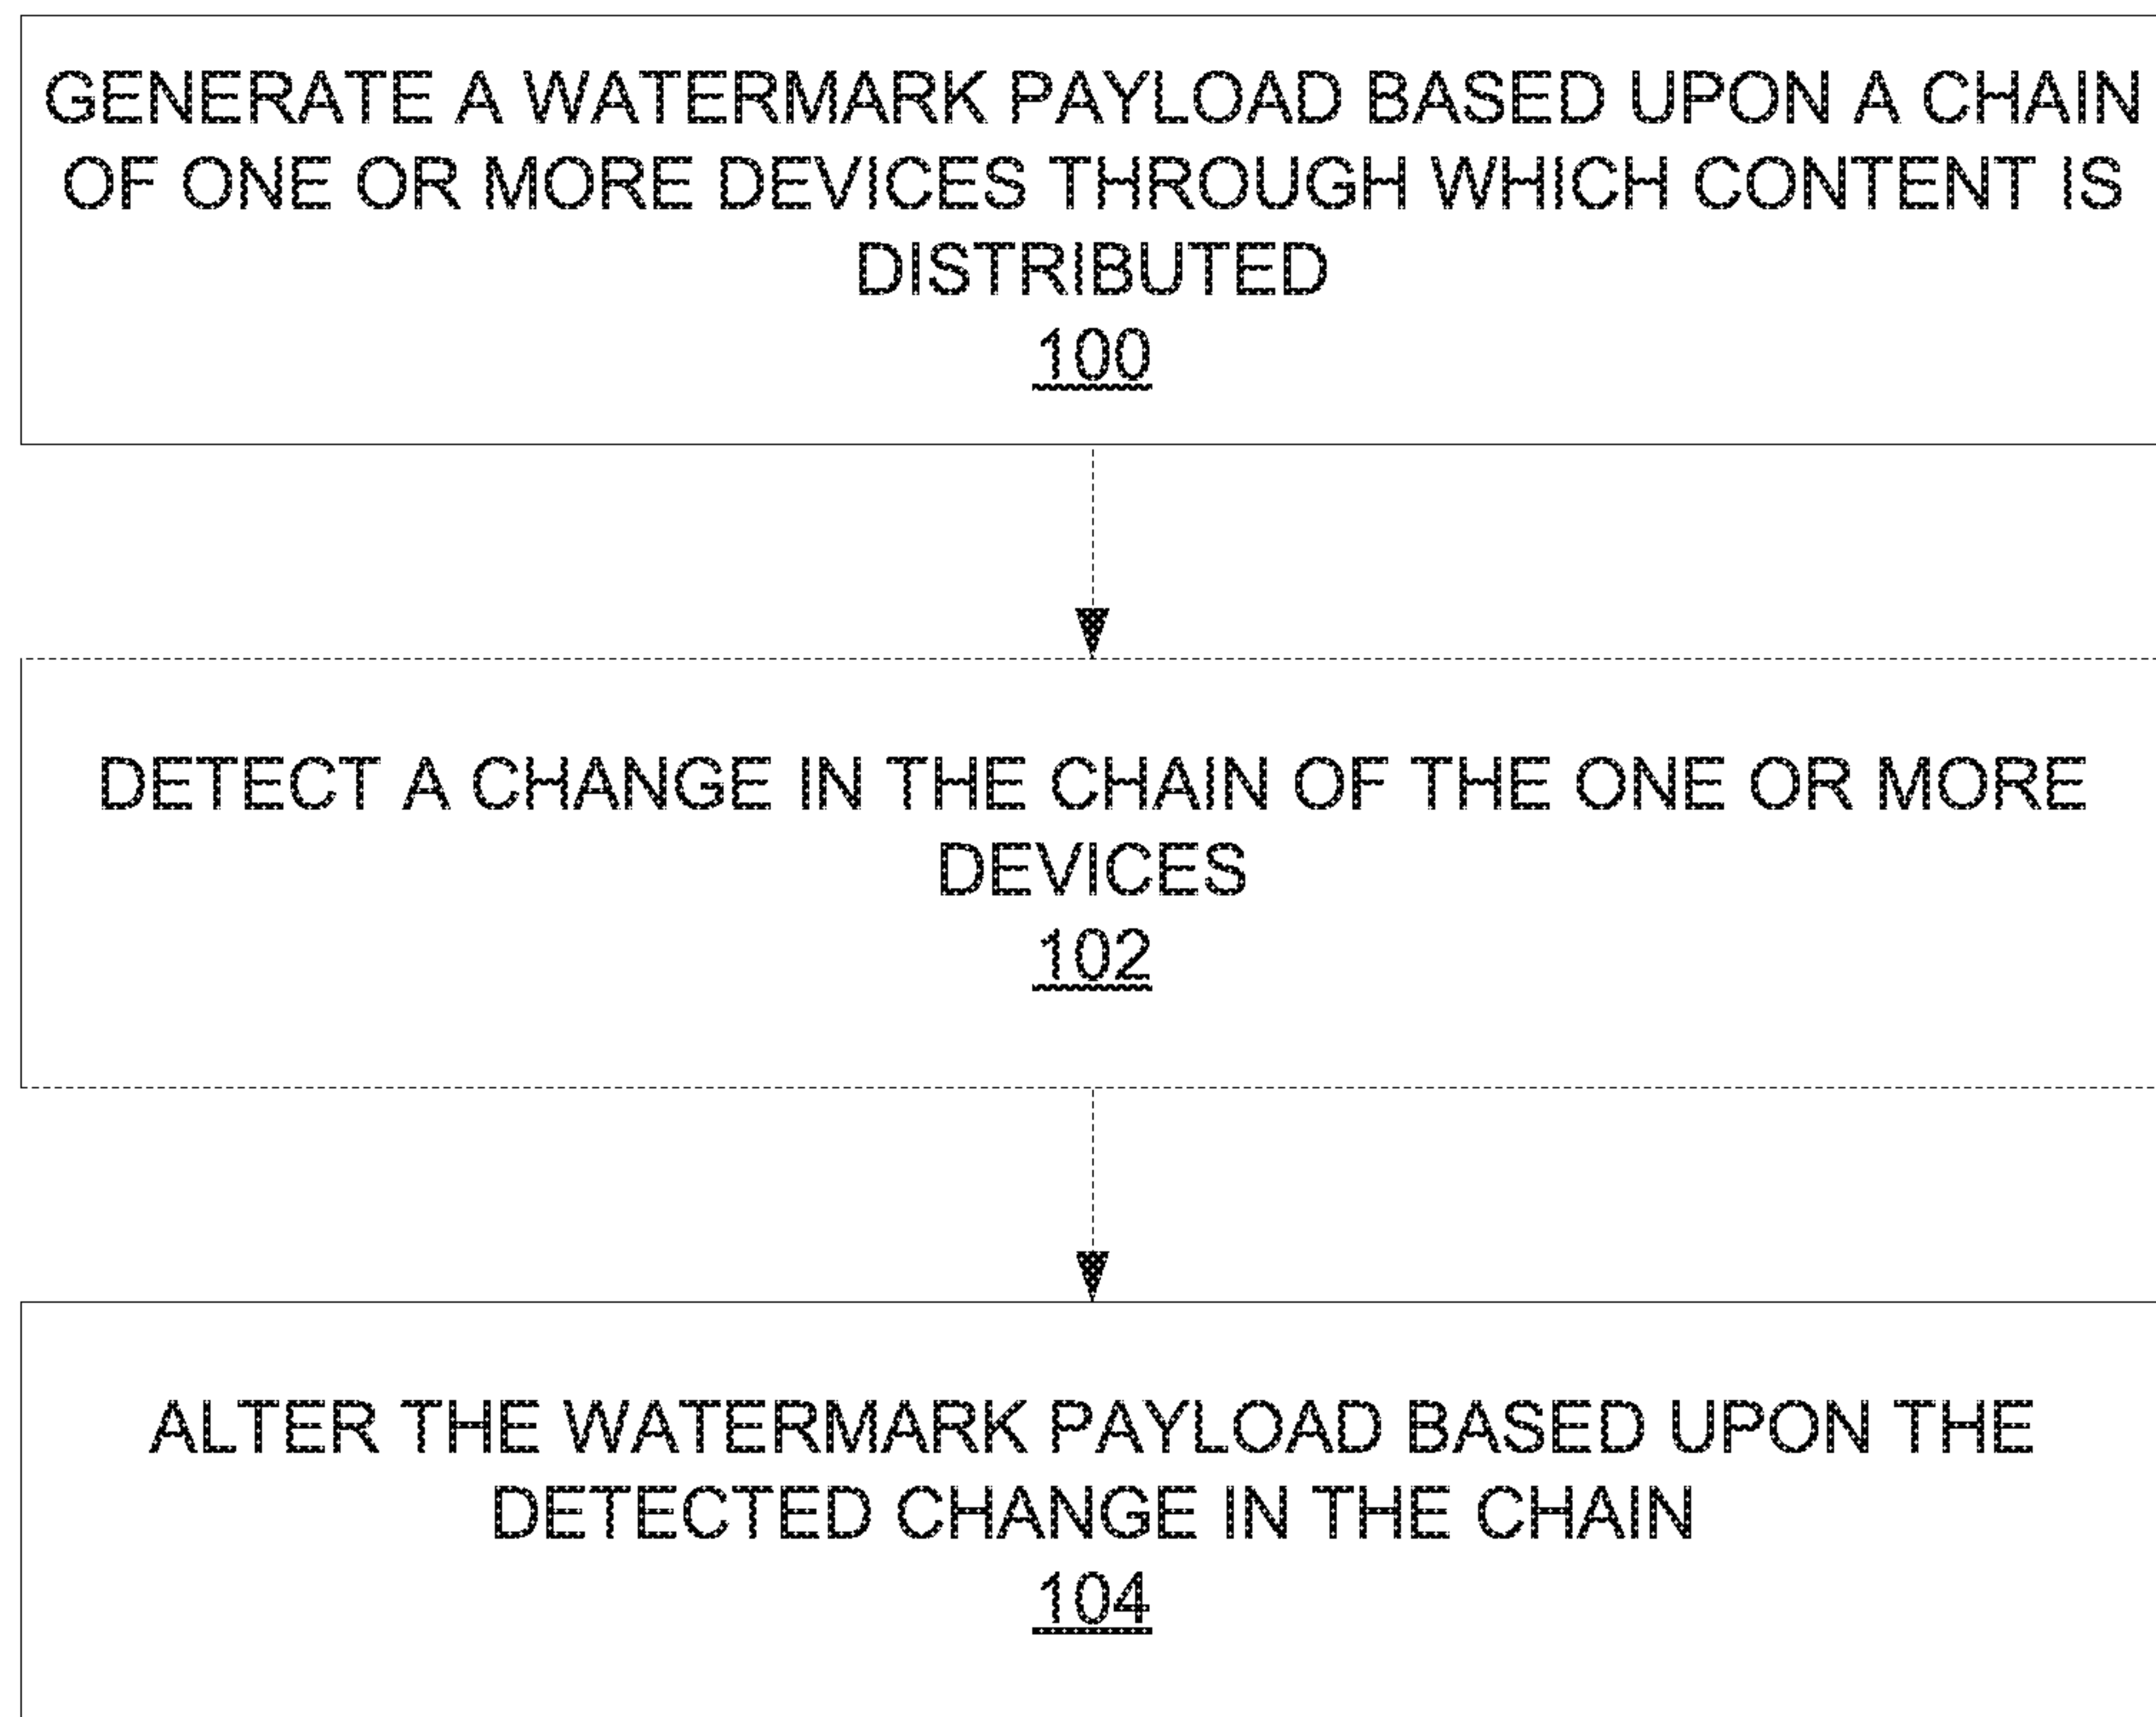 GENERATE A WATERMARK PAYLOAD BASED UPON A CHAIN
OF ONE OR MORE DEVICES THROUGH WHICH CONTENT IS
DISTRIBUTED
100
DETECT A CHANGE IN THE CHAIN OF THE ONE OR MORE
DEVICES
102
ALTER THE WATERMARK PAYLOAD BASED UPON THE
DETECTED CHANGE IN THE CHAIN
104